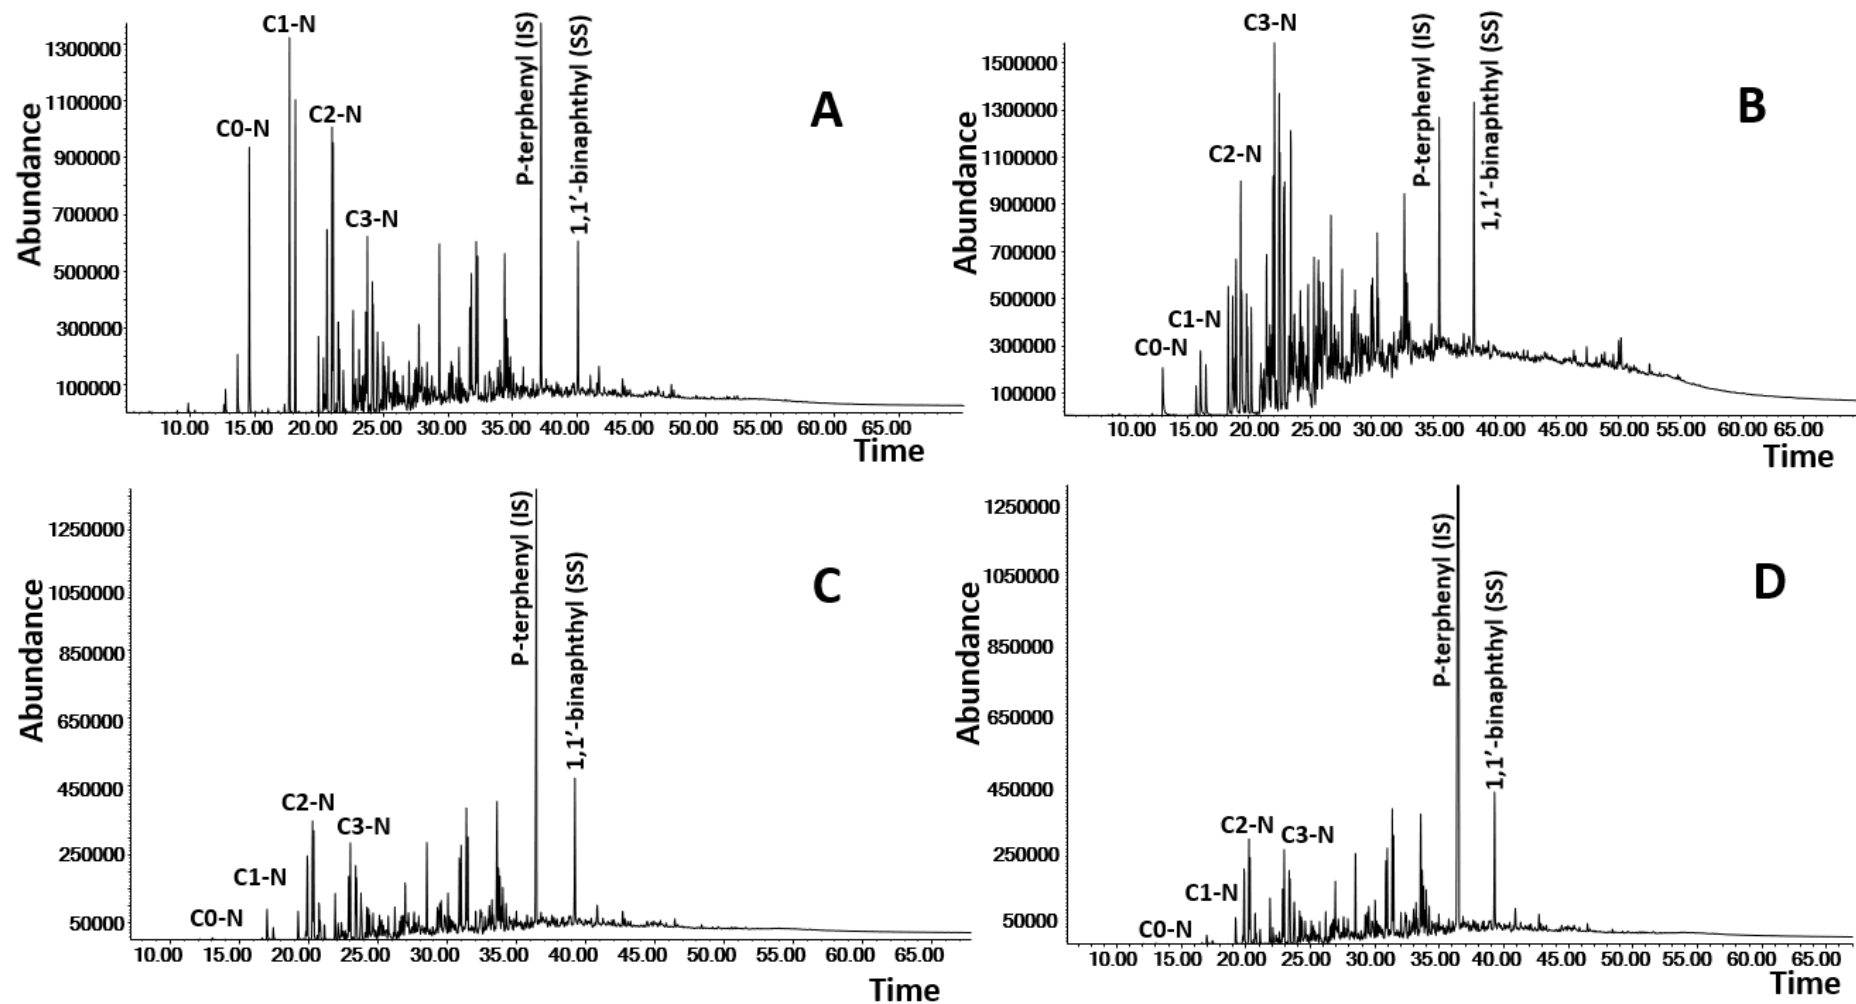 C1-N
1300000
1100000
C0-N
C2-N
900000
700000
C3-N
500000
300000
100000
Abundance
P-terphenyl (IS)
1,1’-binaphthyl (SS)
A
10.00 15.00 20.00 25.00 30.00 35.00 40.00 45.00 50.00 55.00 60.00 65.00
Time
C3-N
1500000
1300000
1100000
C2-N
900000
700000
500000
300000
C1-N
C0-N
100000
Abundance
P-terphenyl (IS)
1,1’-binaphthyl (SS)
B
10.00 15.00 20.00 25.00 30.00 35.00 40.00 45.00 50.00 55.00 60.00 65.00
Time
1250000
1050000
850000
650000
450000
C2-N
C3-N
250000
C1-N
C0-N
50000
Abundance
P-terphenyl (IS)
1,1’-binaphthyl (SS)
C
10.00 15.00 20.00 25.00 30.00 35.00 40.00 45.00 50.00 55.00 60.00 65.00
Time
1250000
1050000
850000
650000
450000
C2-N
C3-N
250000
C1-N
C0-N
50000
Abundance
P-terphenyl (IS)
1,1’-binaphthyl (SS)
D
10.00 15.00 20.00 25.00 30.00 35.00 40.00 45.00 50.00 55.00 60.00 65.00
Time